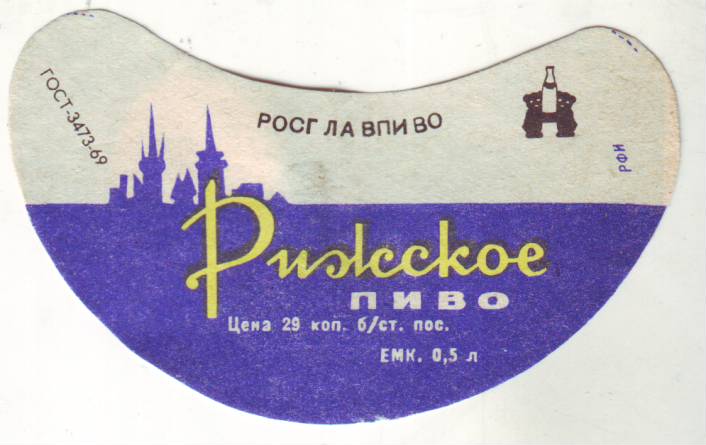 ГОСТ-3473-69
РОСГЛАВПИВО
РФИ
Рижское
ПИВО
Цена 29 коп. б/ст. пос.
ЕМК. 0,5 л